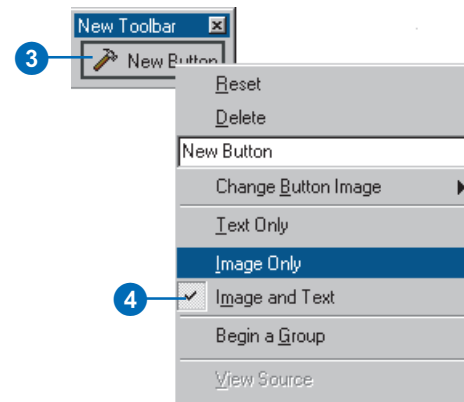 New Toolbar
3
New Button
Reset
Delete
New Button
Change Button Image
Text Only
Image Only
4
Image and Text
Begin a Group
View Source